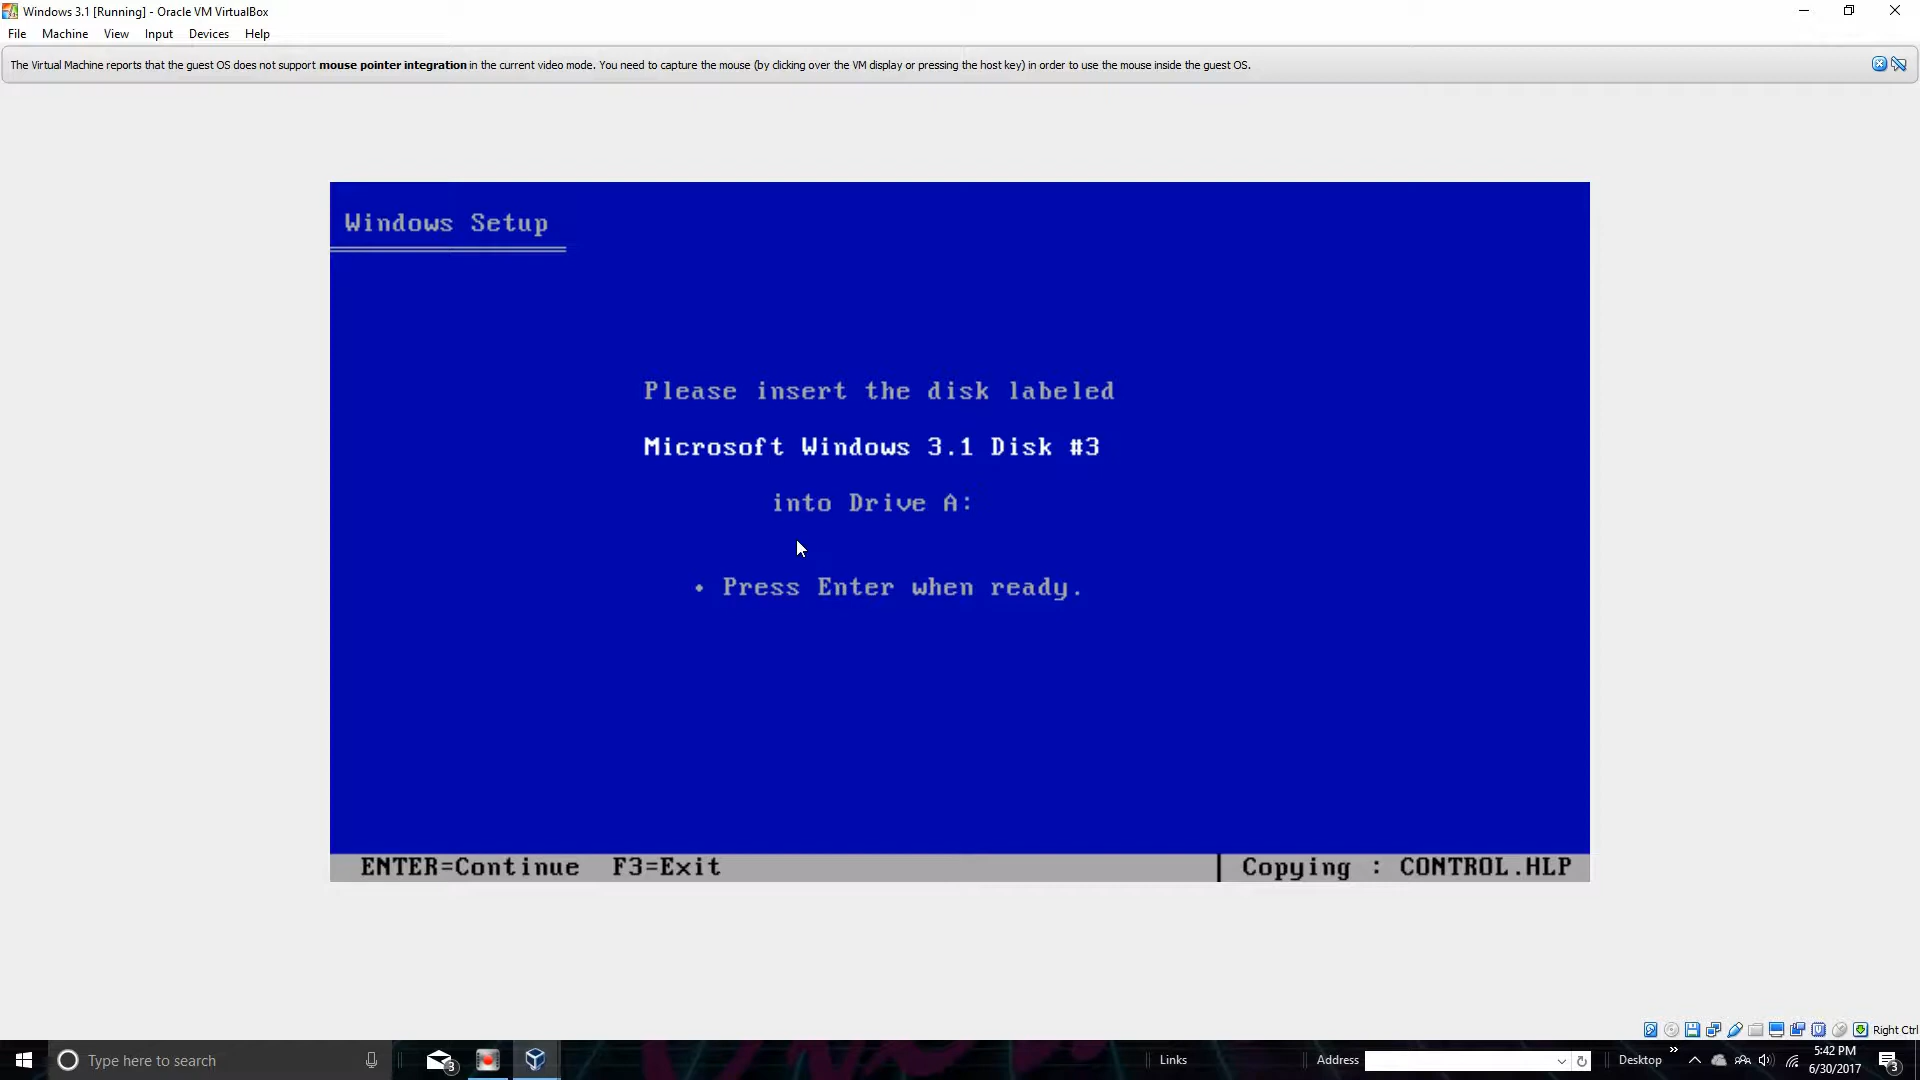 Windows 3.1 [Running] - Oracle VM VirtualBox
File Machine View Input Devices Help
The Virtual Machine reports that the guest OS does not support mouse pointer integration in the current video mode. You need to capture the mouse (by clicking over the VM display or pressing the host key) in order to use the mouse inside the guest OS.
Windows Setup
Please insert the disk labeled
Microsoft Windows 3.1 Disk #3
into Drive A:
• Press Enter when ready.
ENTER=Continue F3=Exit Copying : CONTROL.HLP
Right Ctrl
Type here to search 3 Links Address Desktop 5:42 PM 3
6/30/2017